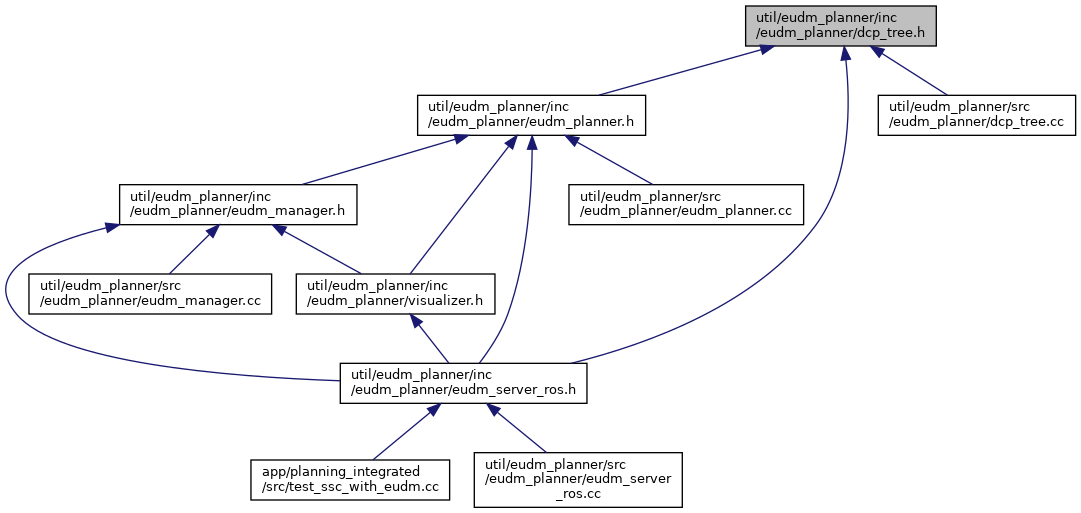 util/eudm_planner/inc
/eudm_planner/dcp_tree.h
util/eudm_planner/inc
/eudm_planner/eudm_planner.h
util/eudm_planner/src
/eudm_planner/dcp_tree.cc
util/eudm_planner/inc
/eudm_planner/eudm_manager.h
util/eudm_planner/src
/eudm_planner/eudm_planner.cc
util/eudm_planner/src
/eudm_planner/eudm_manager.cc
util/eudm_planner/inc
/eudm_planner/visualizer.h
util/eudm_planner/inc
/eudm_planner/eudm_server_ros.h
app/planning_integrated
/src/test_ssc_with_eudm.cc
util/eudm_planner/src
/eudm_planner/eudm_server
_ros.cc